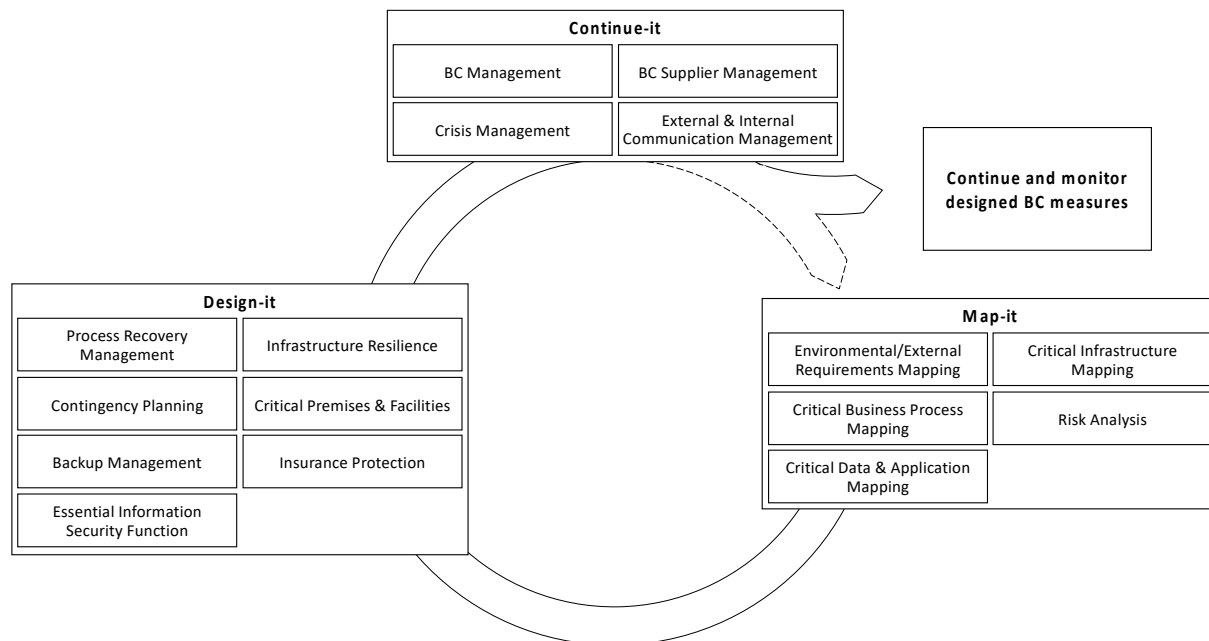 Continue-it
BC Management
BC Supplier Management
Crisis Management
External & Internal
Communication Management
Continue and monitor
designed BC measures
Design-it
Process Recovery
Management
Infrastructure Resilience
Contingency Planning
Critical Premises & Facilities
Backup Management
Insurance Protection
Essential Information
Security Function
Map-it
Environmental/External
Requirements Mapping
Critical Infrastructure
Mapping
Critical Business Process
Mapping
Risk Analysis
Critical Data & Application
Mapping